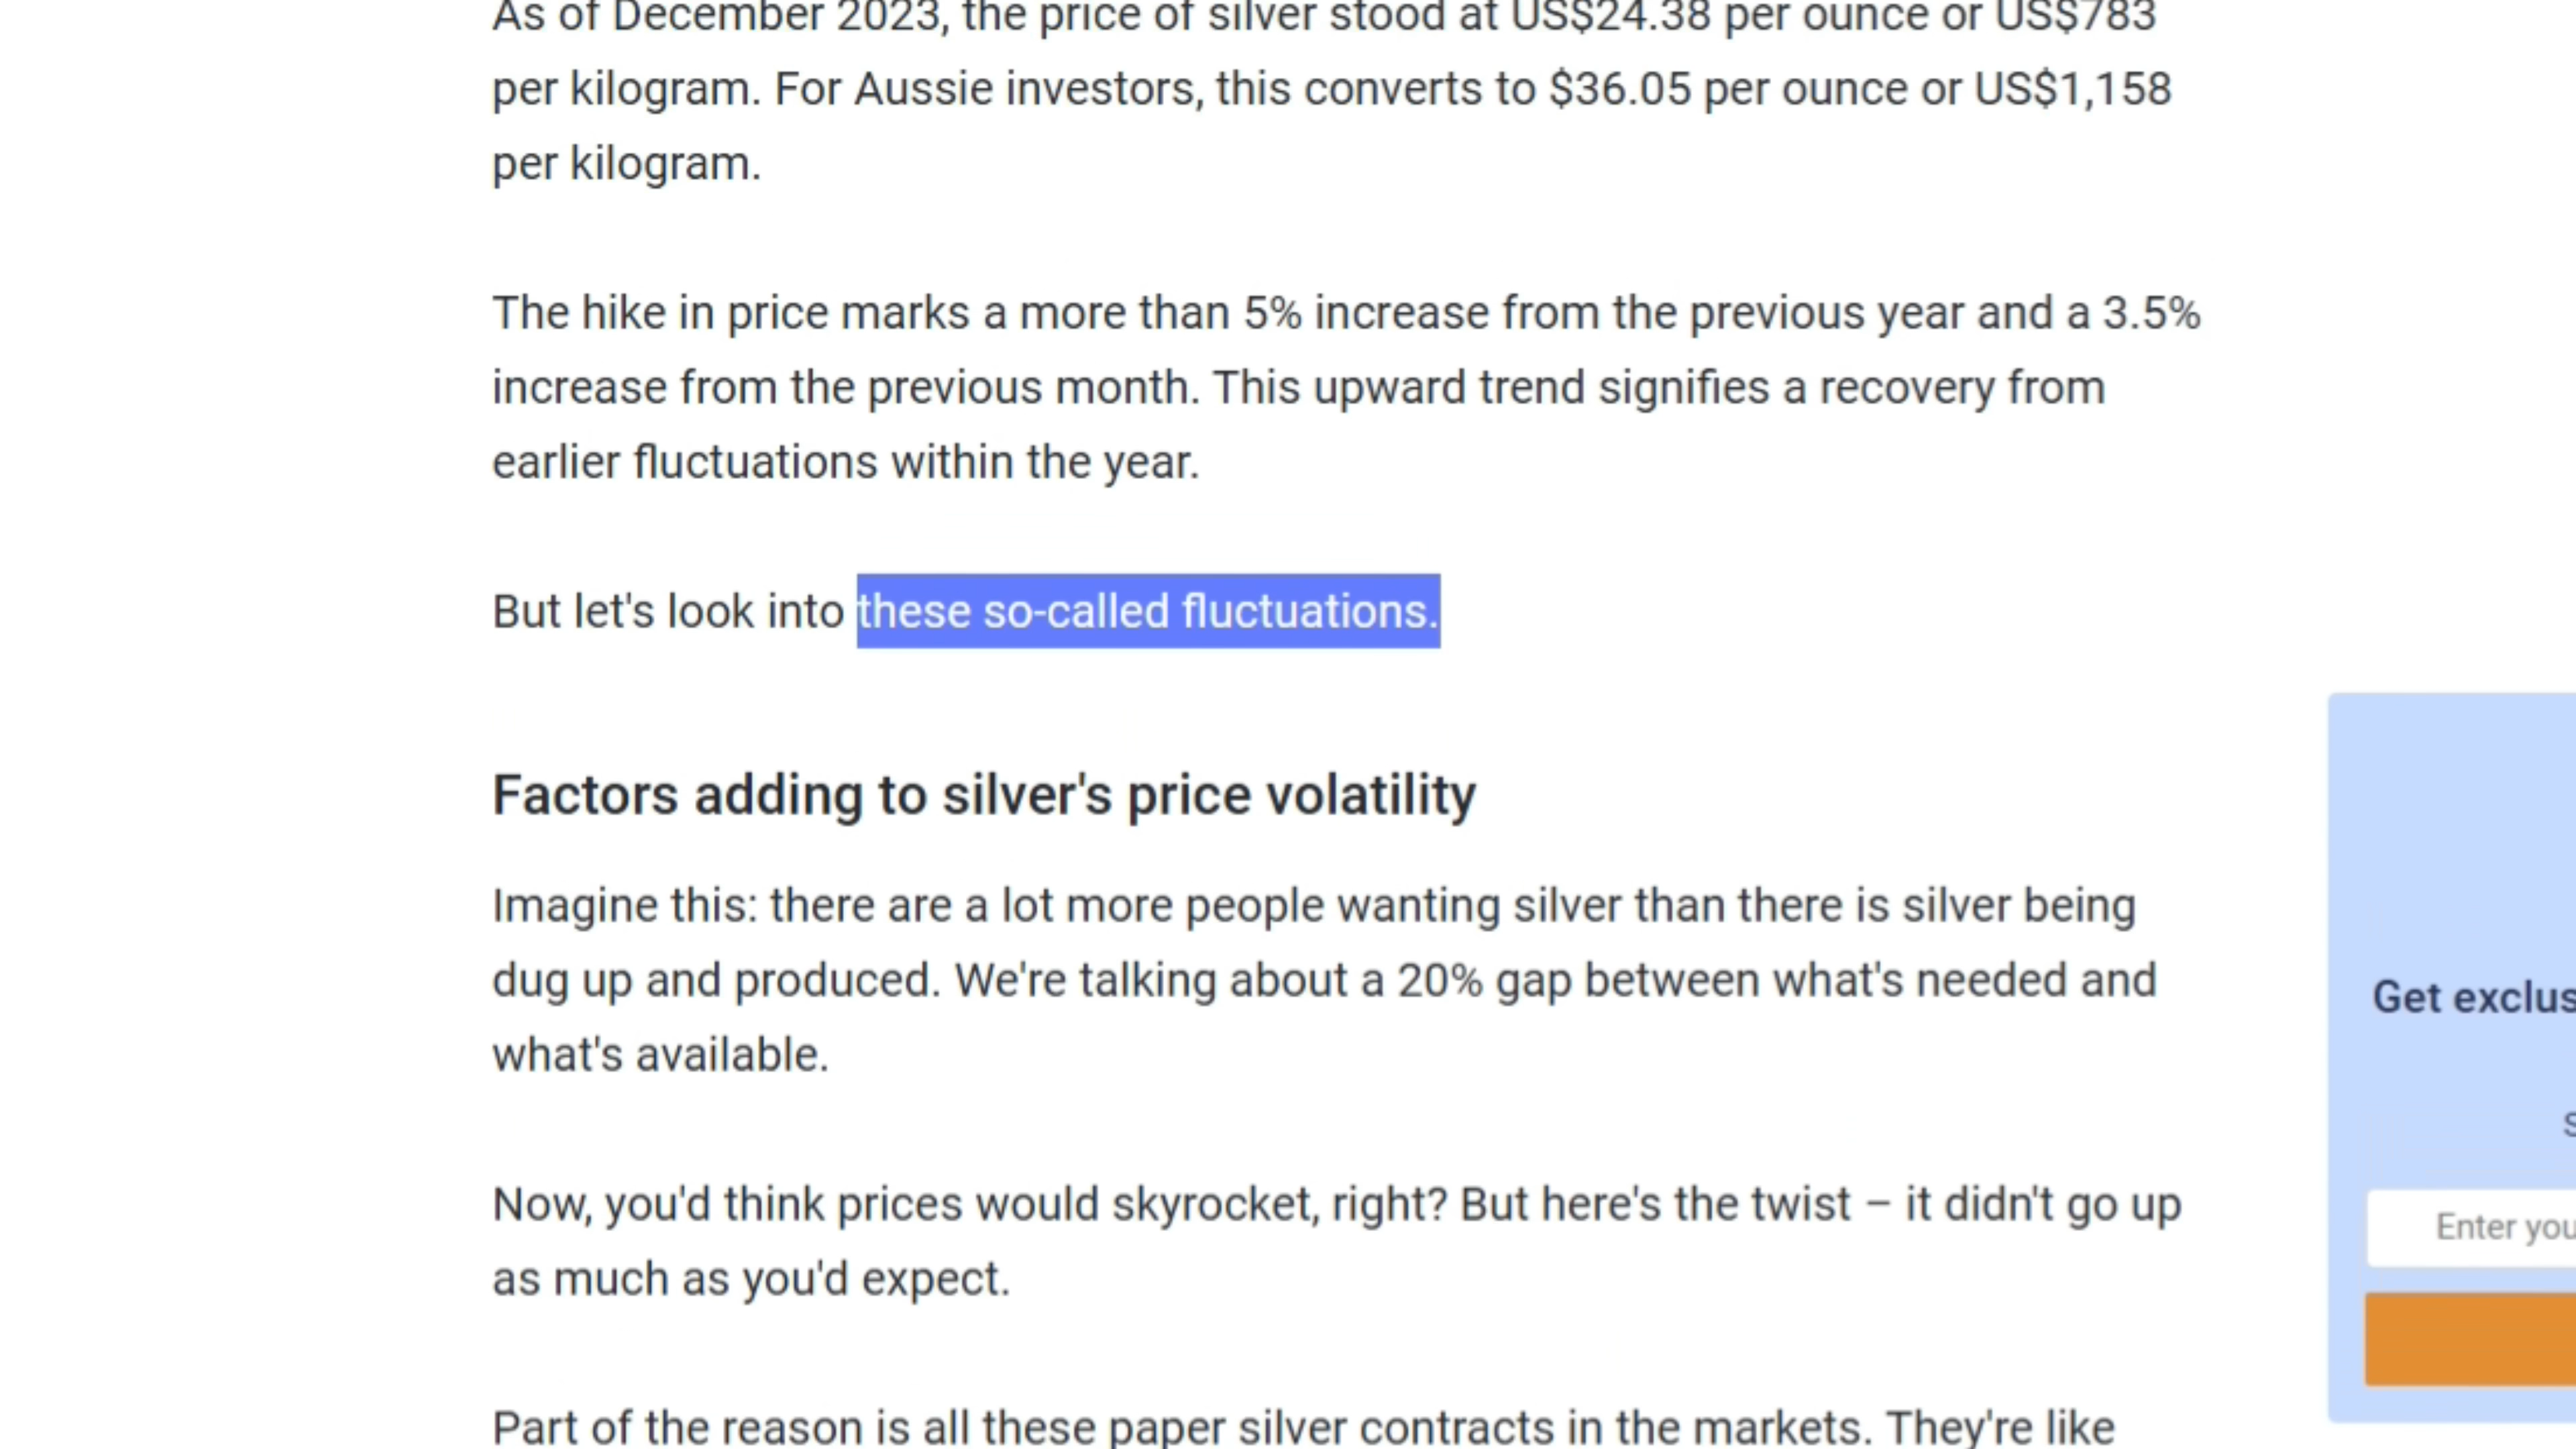 As of December 2023, the price of silver stood at US$24.38 per ounce or US$783
per kilogram. For Aussie investors, this converts to $36.05 per ounce or US$1,158
per kilogram.
The hike in price marks a more than 5% increase from the previous year and a 3.5%
increase from the previous month. This upward trend signifies a recovery from
earlier fluctuations within the year.
But let's look into these so-called fluctuations.
Factors adding to silver's price volatility
Imagine this: there are a lot more people wanting silver than there is silver being
dug up and produced. We're talking about a 20% gap between what's needed and
what's available.
Now, you'd think prices would skyrocket, right? But here's the twist – it didn't go up
as much as you'd expect.
Part of the reason is all these paper silver contracts in the markets. They're like
Get exclus
Enter you